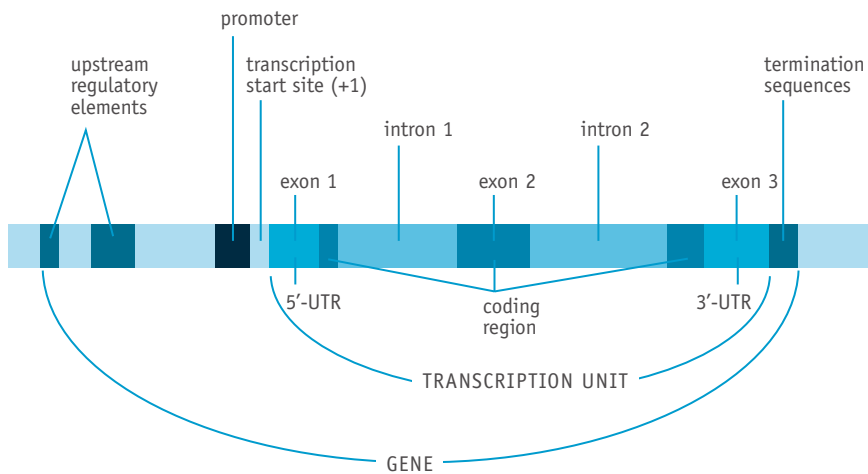 promoter
upstream
regulatory
elements
transcription
start site (+1)
termination
sequences
intron 1
intron 2
exon 1
exon 2
exon 3
5′-UTR
coding
region
3′-UTR
TRANSCRIPTION UNIT
GENE